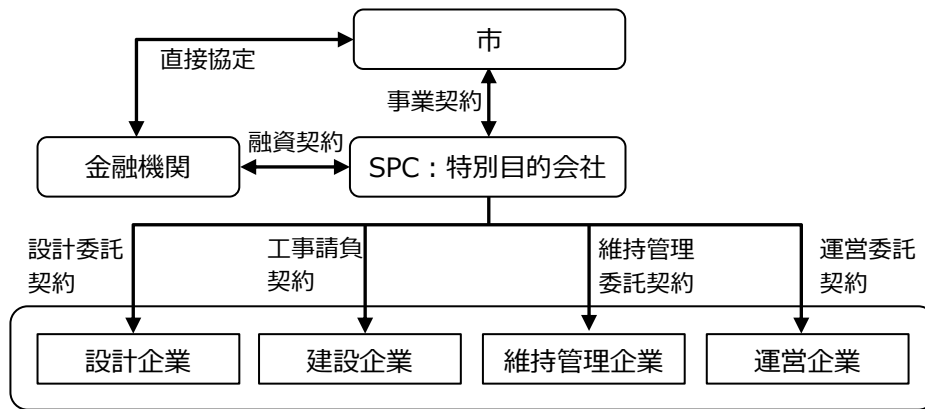 市
直接協定
事業契約
融資契約
金融機関
SPC：特別目的会社
設計委託
契約
工事請負
契約
維持管理
委託契約
運営委託
契約
設計企業
建設企業
維持管理企業
運営企業